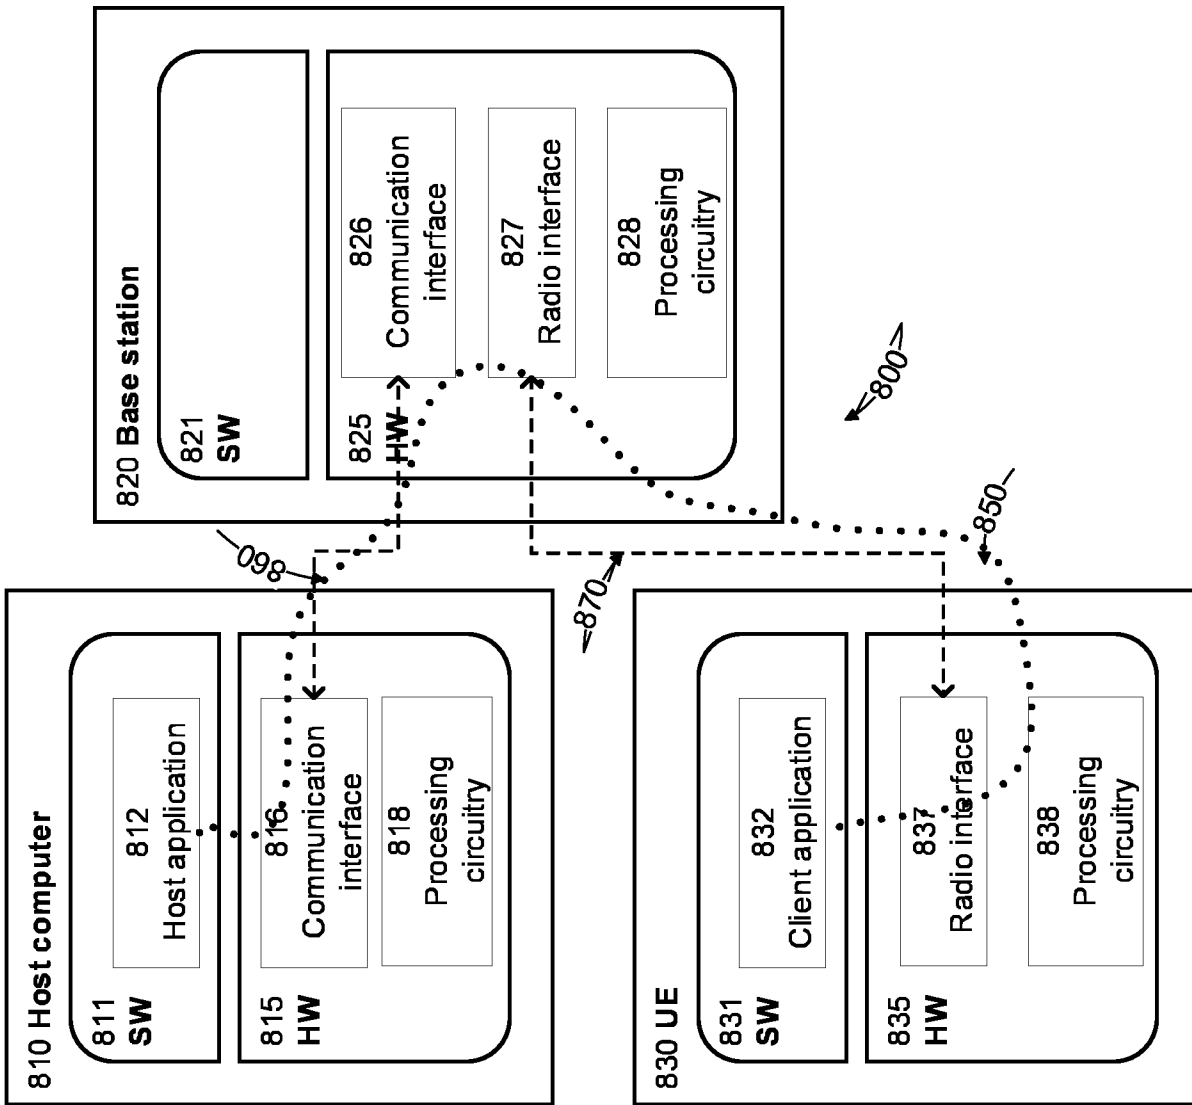 810 Host computer
811
SW
812
Host application
815
HW
816
Communication
interface
818
Processing
circuitry
820 Base station
821
SW
825
HW
826
Communication
interface
827
Radio interface
828
Processing
circuitry
830 UE
831
SW
832
Client application
835
HW
837
Radio interface
838
Processing
circuitry
860
870
850
800